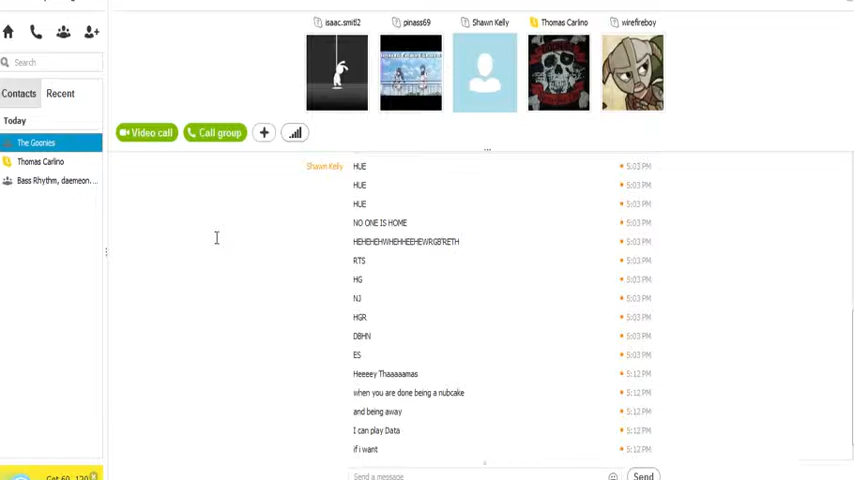 isaac.smitl2
pinass69
Shawn Kelly
Thomas Carlino
wirefireboy
Search
Contacts Recent
Today
The Goonies
Thomas Carlino
Bass Rhythm, daemeon....
Video call
Call group
Shawn Kelly HUE 5:03 PM
HUE 5:03 PM
HUE 5:03 PM
NO ONE IS HOME 5:03 PM
5:03 PM
RTS 5:03 PM
HG 5:03 PM
NJ 5:03 PM
HGR 5:03 PM
DBHN 5:03 PM
ES 5:03 PM
Heeeey Thaaaaamas 5:12 PM
when you are done being a nubcake 5:12 PM
and being away 5:12 PM
I can play Data 5:12 PM
if i want 5:12 PM
Send a message
Send